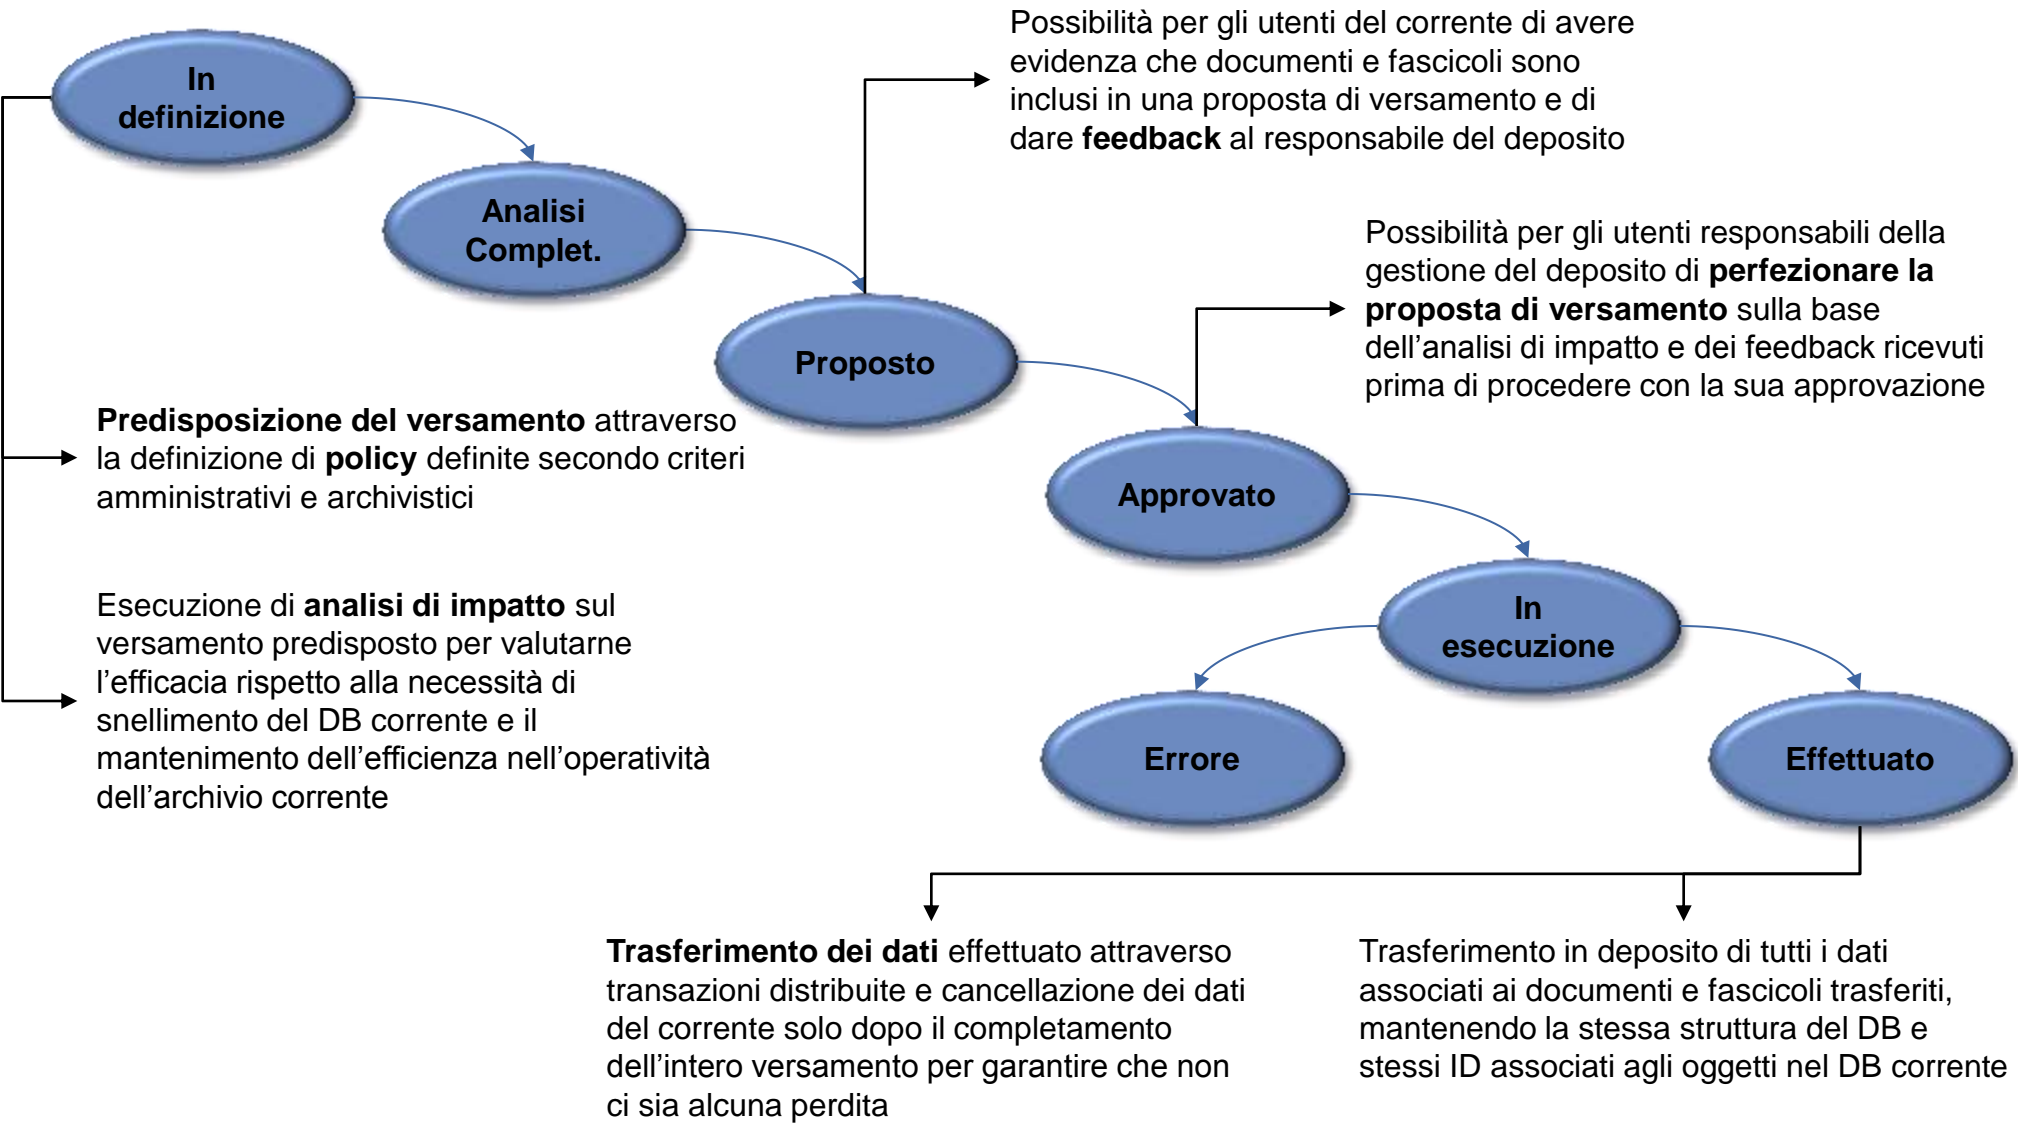 In
definizione
Analisi
Complet.
Proposto
Approvato
In
esecuzione
Errore
Effettuato
Possibilità per gli utenti del corrente di avere
evidenza che documenti e fascicoli sono
inclusi in una proposta di versamento e di
dare feedback al responsabile del deposito
Possibilità per gli utenti responsabili della
gestione del deposito di perfezionare la
proposta di versamento sulla base
dell’analisi di impatto e dei feedback ricevuti
prima di procedere con la sua approvazione
Predisposizione del versamento attraverso
la definizione di policy definite secondo criteri
amministrativi e archivistici
Esecuzione di analisi di impatto sul
versamento predisposto per valutarne
l’efficacia rispetto alla necessità di
snellimento del DB corrente e il
mantenimento dell’efficienza nell’operatività
dell’archivio corrente
Trasferimento dei dati effettuato attraverso
transazioni distribuite e cancellazione dei dati
del corrente solo dopo il completamento
dell’intero versamento per garantire che non
ci sia alcuna perdita
Trasferimento in deposito di tutti i dati
associati ai documenti e fascicoli trasferiti,
mantenendo la stessa struttura del DB e
stessi ID associati agli oggetti nel DB corrente